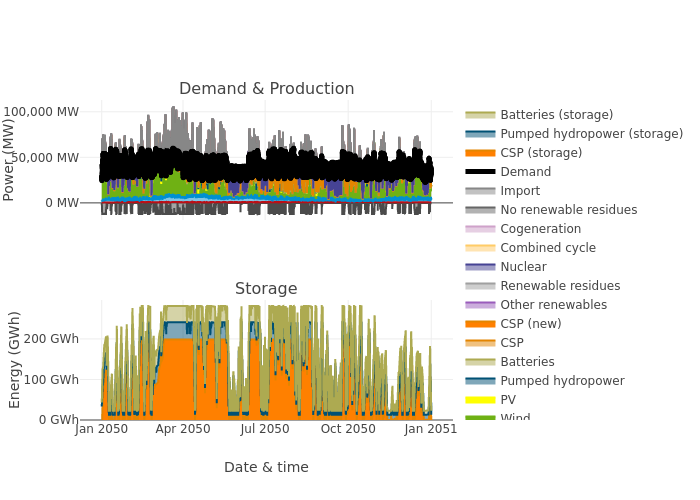 Demand & Production
100,000 MW
50,000 MW
0 MW
Power (MW)
Storage
200 GWh
100 GWh
0 GWh
Energy (GWh)
Jan 2050
Apr 2050
Jul 2050
Oct 2050
Jan 2051
Date & time
Batteries (storage)
Pumped hydropower (storage)
CSP (storage)
Demand
Import
No renewable residues
Cogeneration
Combined cycle
Nuclear
Renewable residues
Other renewables
CSP (new)
CSP
Batteries
Pumped hydropower
PV
Wind